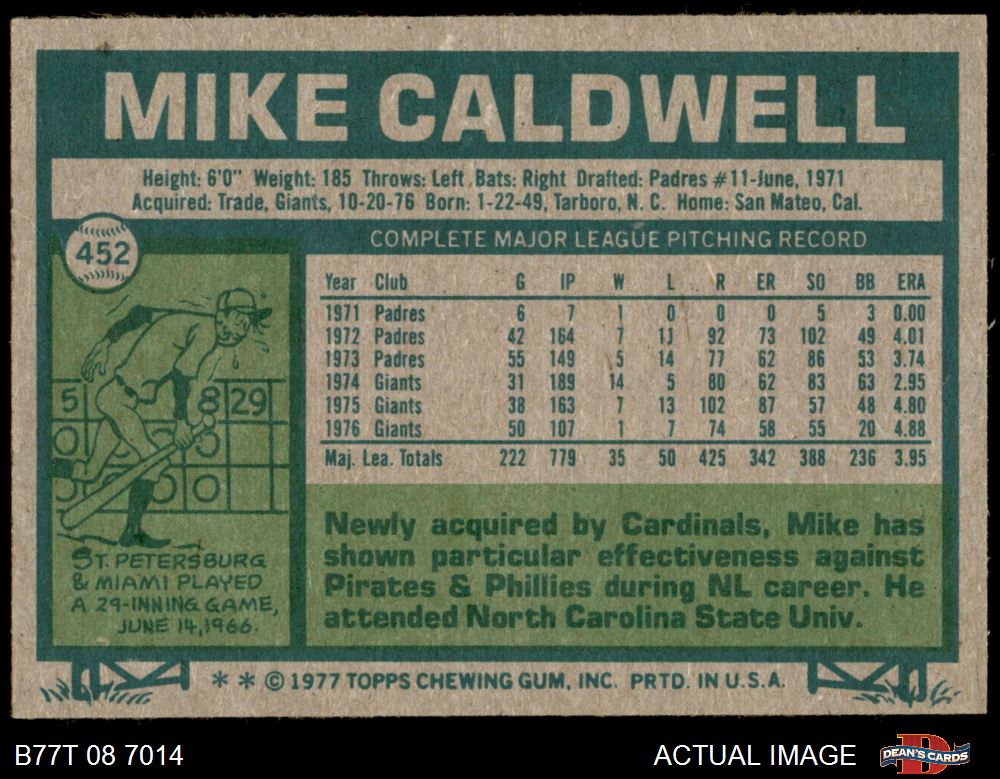 MIKE CALDWELL
Height: 6'0" Weight: 185 Throws: Left Bats: Right Drafted: Padres #11-June, 1971
Acquired: Trade, Giants, 10-20-76 Born: 1-22-49, Tarboro, N. C. Home: San Mateo, Cal.
452
COMPLETE MAJOR LEAGUE PITCHING RECORD
Year Club G IP W L R ER SO BB ERA
1971 Padres 6 7 1 0 0 0 5 3 0.00
1972 Padres 42 164 7 11 92 73 102 49 4.01
1973 Padres 55 149 5 14 77 62 86 53 3.74
1974 Giants 31 189 14 5 80 62 83 63 2.95
1975 Giants 38 163 7 13 102 87 57 48 4.80
1976 Giants 50 107 1 7 74 58 55 20 4.88
Maj. Lea. Totals 222 779 35 50 425 342 388 236 3.95
5 8 29
0 0
0 0 0
ST. PETERSBURG
& MIAMI PLAYED
A 29-INNING GAME,
JUNE 14, 1966.
Newly acquired by Cardinals, Mike has
shown particular effectiveness against
Pirates & Phillies during NL career. He
attended North Carolina State Univ.
* * © 1977 TOPPS CHEWING GUM, INC. PRTD. IN U.S.A.
B77T 08 7014
ACTUAL IMAGE
DEAN'S CARDS